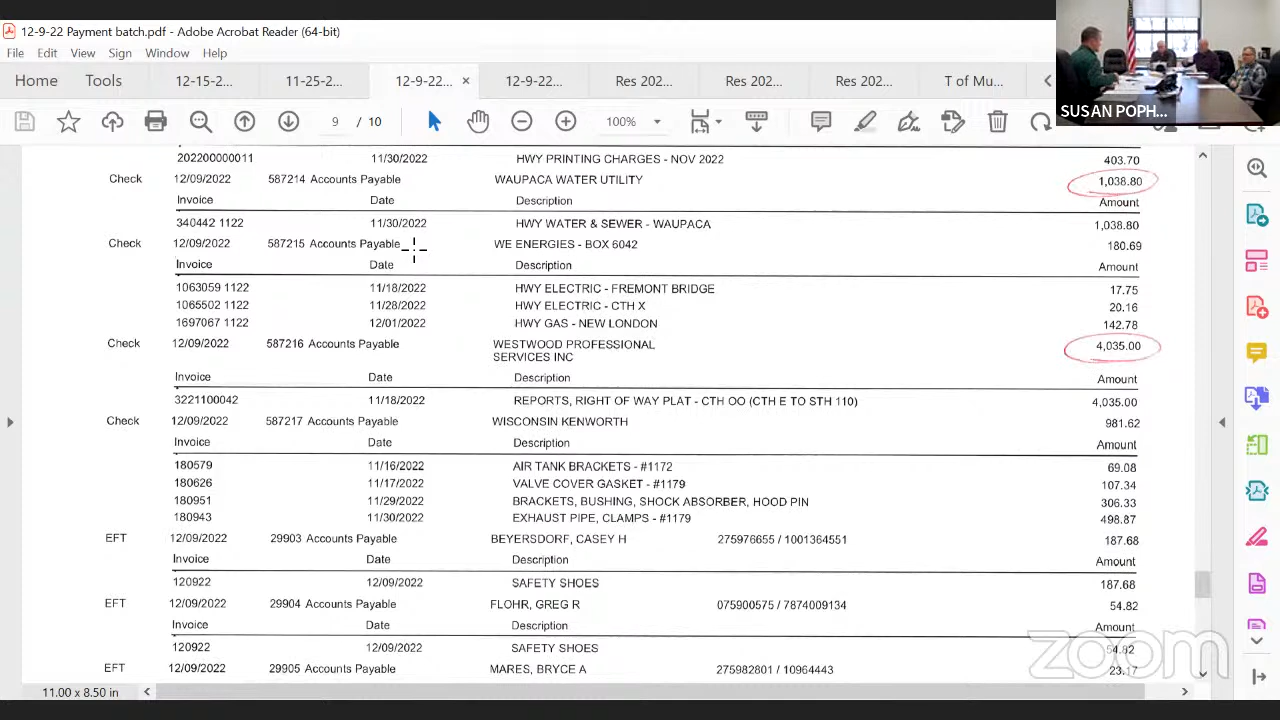 12-9-22 Payment batch.pdf - Adobe Acrobat Reader (64-bit)
File Edit View Sign Window Help
Home Tools 12-15-2... 11-25-2... 12-9-22... × 12-9-22... Res 202... Res 202... Res 202... T of Mu...
SUSAN POPH...
9 / 10 100%
202200000011 11/30/2022 HWY PRINTING CHARGES - NOV 2022 403.70
Check 12/09/2022 587214 Accounts Payable WAUPACA WATER UTILITY 1,038.80
Invoice Date Description Amount
340442 1122 11/30/2022 HWY WATER & SEWER - WAUPACA 1,038.80
Check 12/09/2022 587215 Accounts Payable WE ENERGIES - BOX 6042 180.69
Invoice Date Description Amount
1063059 1122 11/18/2022 HWY ELECTRIC - FREMONT BRIDGE 17.75
1065502 1122 11/28/2022 HWY ELECTRIC - CTH X 20.16
1697067 1122 12/01/2022 HWY GAS - NEW LONDON 142.78
Check 12/09/2022 587216 Accounts Payable WESTWOOD PROFESSIONAL 4,035.00
SERVICES INC
Invoice Date Description Amount
3221100042 11/18/2022 REPORTS, RIGHT OF WAY PLAT - CTH OO (CTH E TO STH 110) 4,035.00
Check 12/09/2022 587217 Accounts Payable WISCONSIN KENWORTH 981.62
Invoice Date Description Amount
180579 11/16/2022 AIR TANK BRACKETS - #1172 69.08
180626 11/17/2022 VALVE COVER GASKET - #1179 107.34
180951 11/29/2022 BRACKETS, BUSHING, SHOCK ABSORBER, HOOD PIN 306.33
180943 11/30/2022 EXHAUST PIPE, CLAMPS - #1179 498.87
EFT 12/09/2022 29903 Accounts Payable BEYERSDORF, CASEY H 275976655 / 1001364551 187.68
Invoice Date Description Amount
120922 12/09/2022 SAFETY SHOES 187.68
EFT 12/09/2022 29904 Accounts Payable FLOHR, GREG R 075900575 / 7874009134 54.82
Invoice Date Description Amount
120922 12/09/2022 SAFETY SHOES 54.82
EFT 12/09/2022 29905 Accounts Payable MARES, BRYCE A 275982801 / 10964443 23.17
zoom
11.00 x 8.50 in